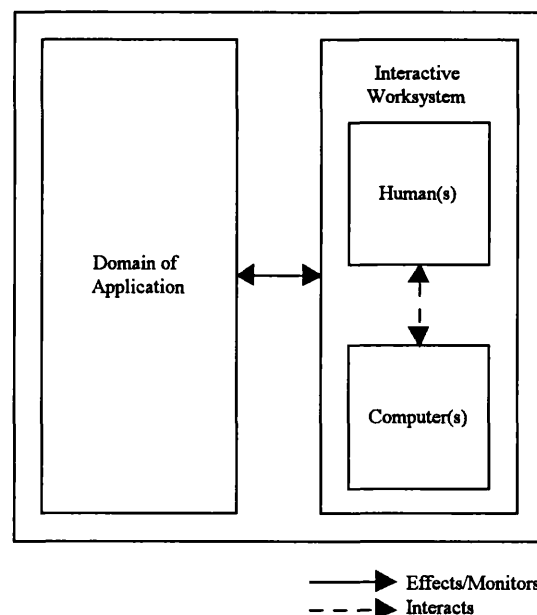 Interactive
Worksystem
Human(s)
Domain of
Application
Computer(s)
Effects/Monitors
Interacts